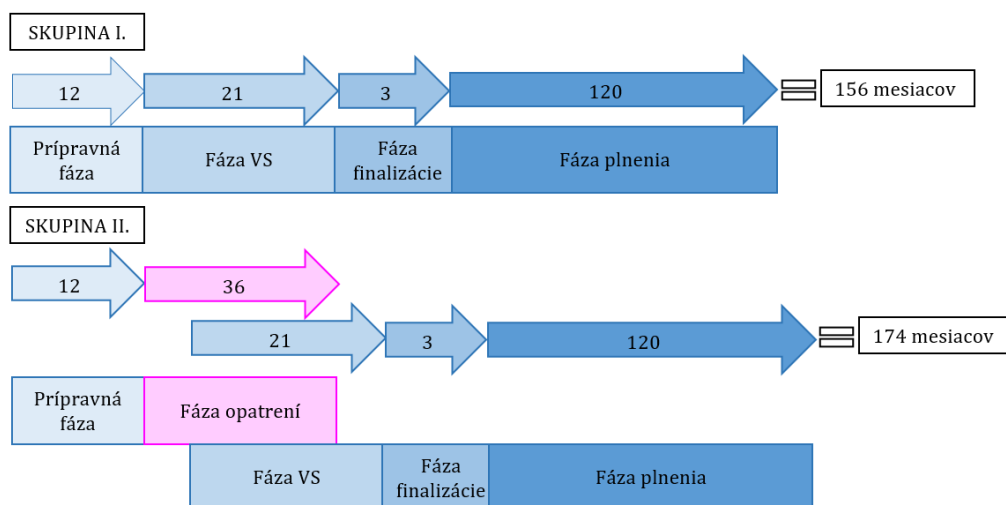 SKUPINA I.
12
21
3
120
156 mesiacov
Prípravná
fáza
Fáza VS
Fáza
finalizácie
Fáza plnenia
SKUPINA II.
12
36
21
3
120
174 mesiacov
Prípravná
fáza
Fáza opatrení
Fáza VS
Fáza
finalizácie
Fáza plnenia